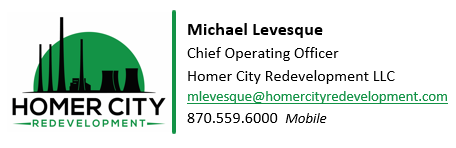 HOMER CITY
REDEVELOPMENT
Michael Levesque
Chief Operating Officer
Homer City Redevelopment LLC
mlevesque@homercityredevelopment.com
870.559.6000 Mobile